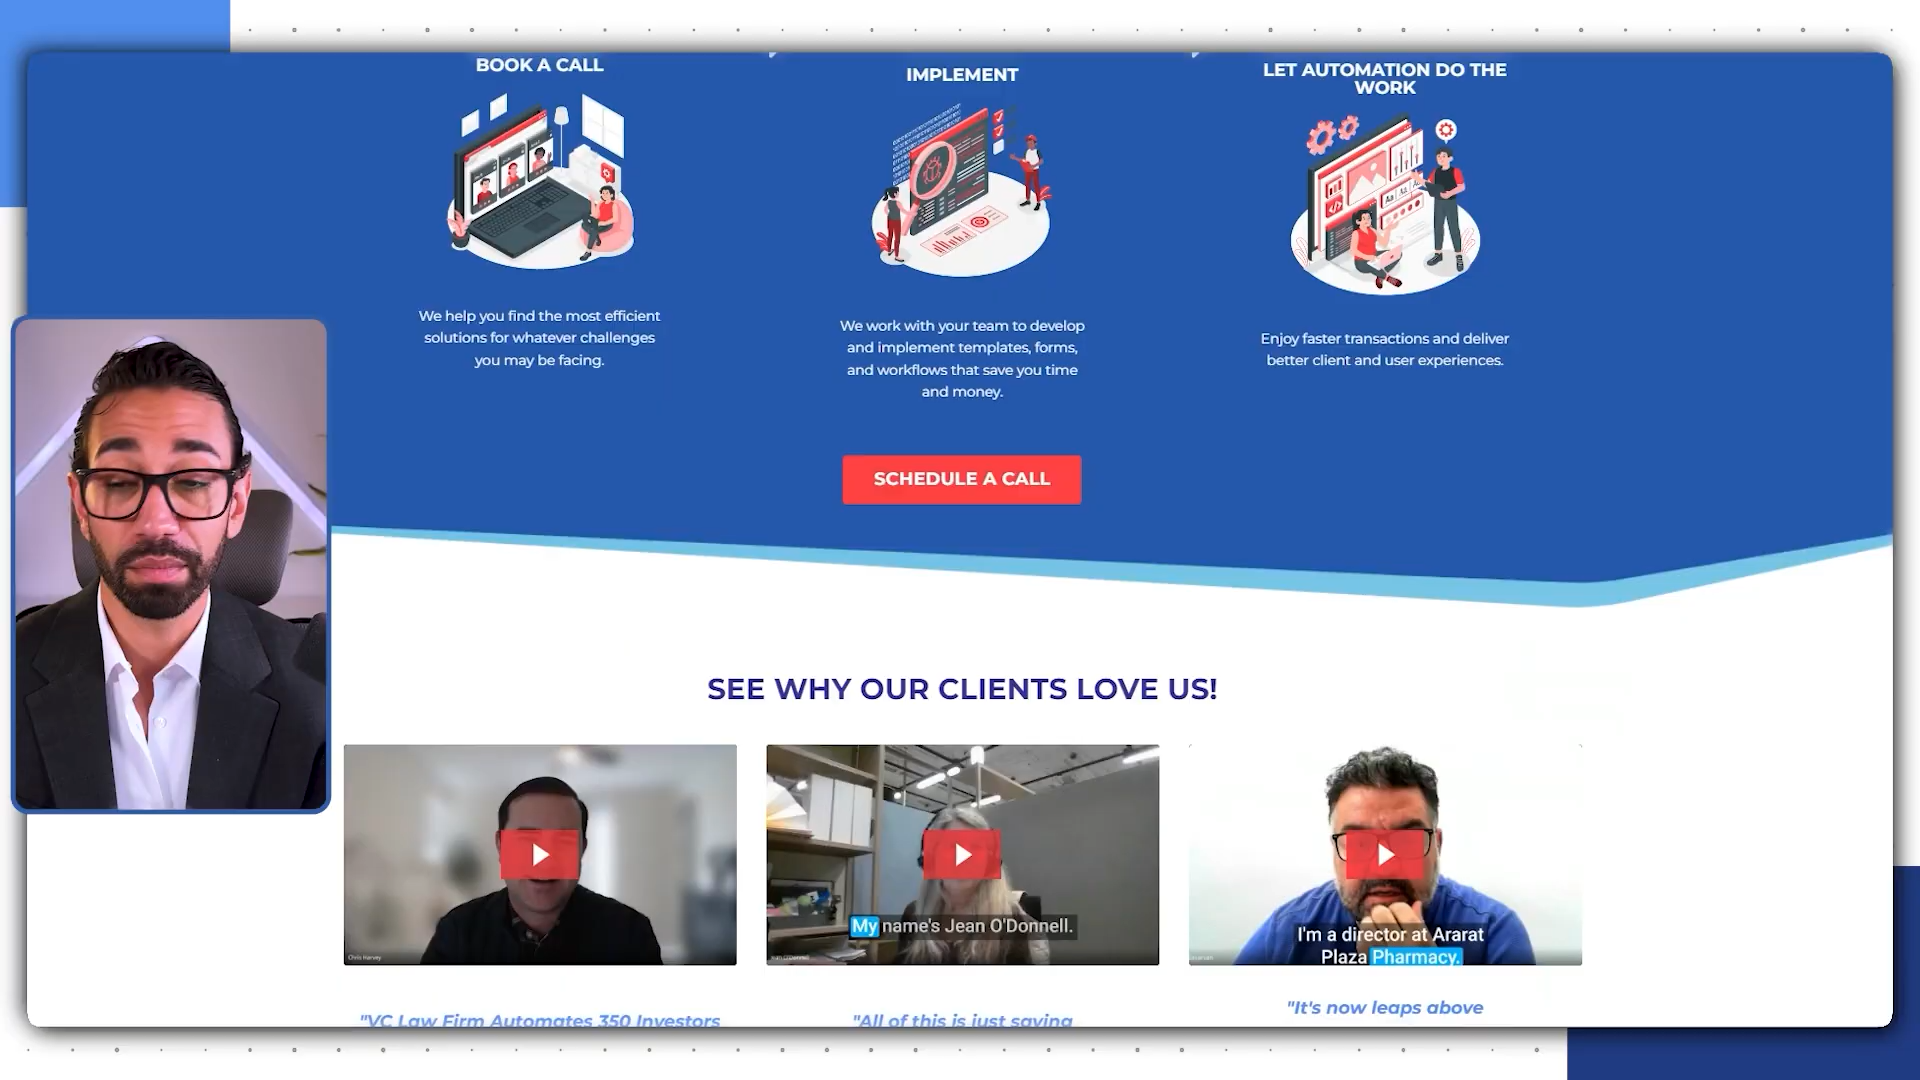 BOOK A CALL
IMPLEMENT
LET AUTOMATION DO THE
WORK
We help you find the most efficient
solutions for whatever challenges
you may be facing.
We work with your team to develop
and implement templates, forms,
and workflows that save you time
and money.
Enjoy faster transactions and deliver
better client and user experiences.
SCHEDULE A CALL
SEE WHY OUR CLIENTS LOVE US!
Chris Harvey
My name's Jean O'Donnell.
I'm a director at Ararat
Plaza Pharmacy.
"VC Law Firm Automates 350 Investors
"All of this is just saving
"It's now leaps above